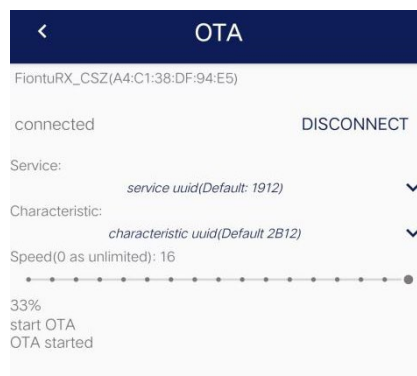 OTA
FiontuRX_CSZ(A4:C1:38:DF:94:E5)
connected DISCONNECT
Service:
service uuid(Default: 1912)
Characteristic:
characteristic uuid(Default 2B12)
Speed(0 as unlimited): 16
33%
start OTA
OTA started